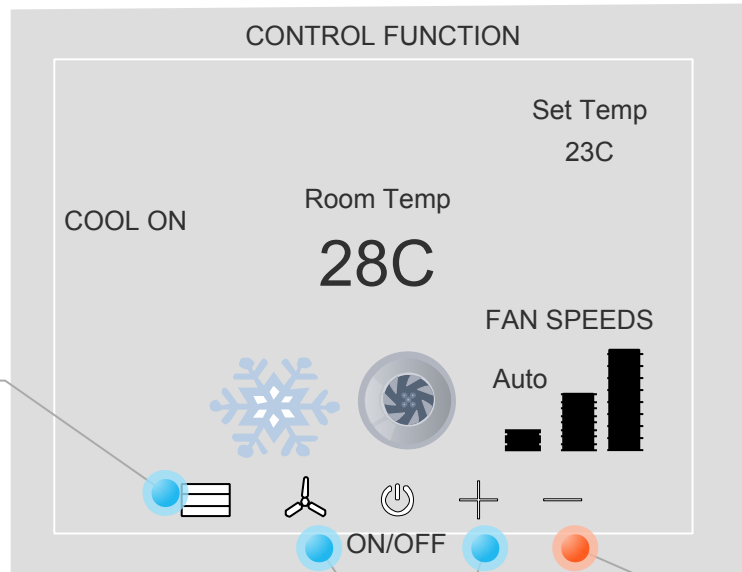 CONTROL FUNCTION
Set Temp
23C
Room Temp
COOL ON
28C
FAN SPEEDS
Auto
ON/OFF